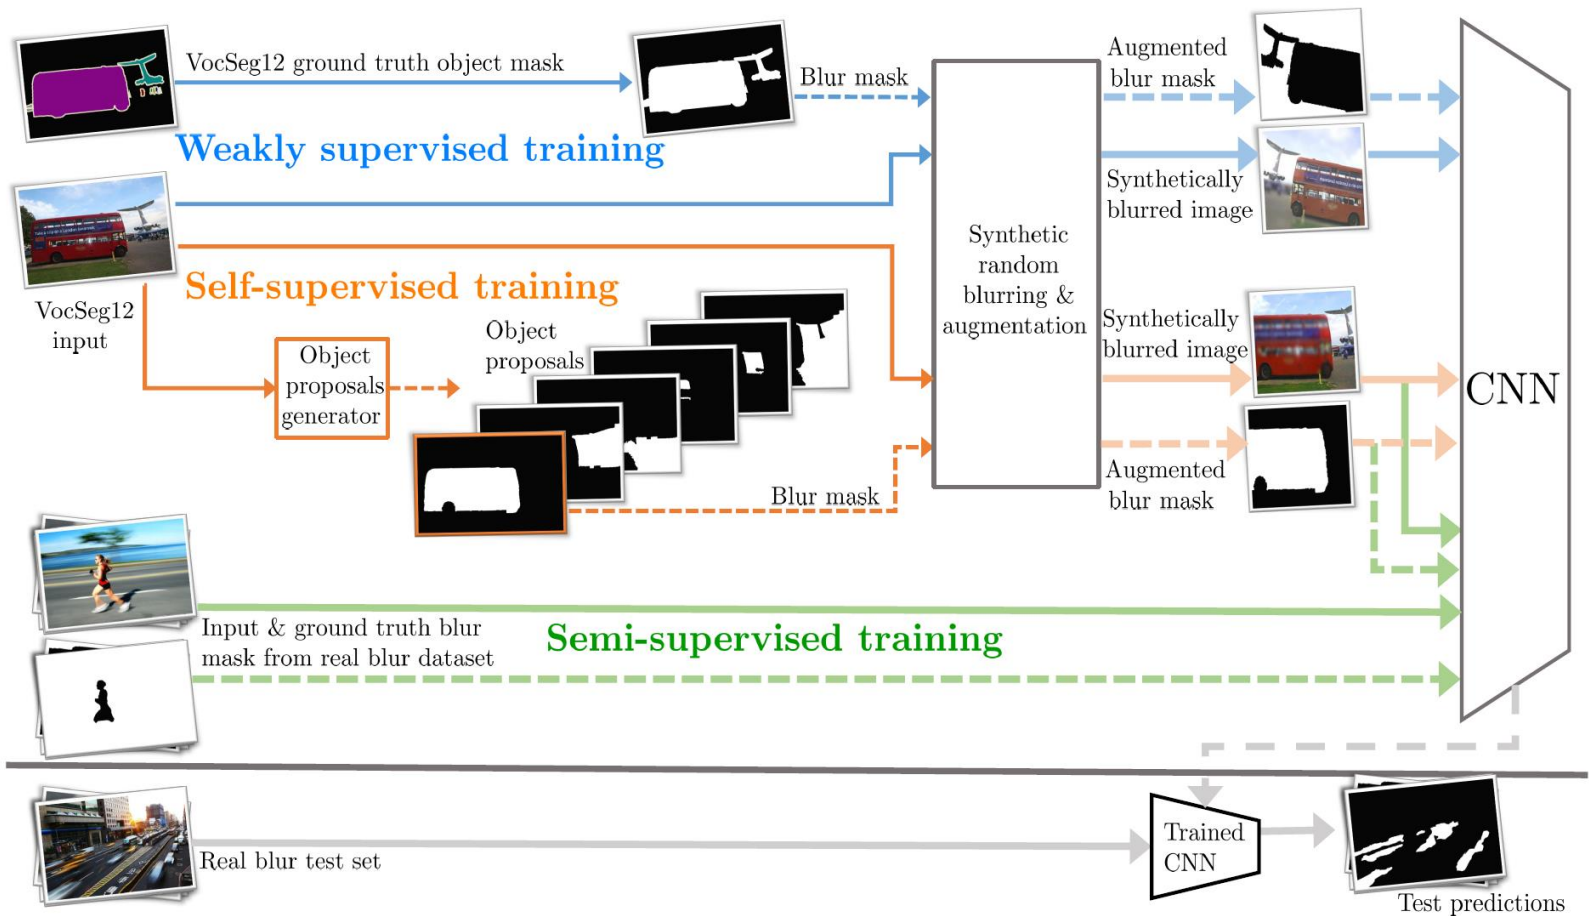 VocSeg12 ground truth object mask
Blur mask
Augmented
blur mask
Weakly supervised training
Synthetically
blurred image
VocSeg12
input
Self-supervised training
Object
proposals
generator
Object
proposals
Blur mask
Synthetic
random
blurring &
augmentation
Synthetically
blurred image
Augmented
blur mask
CNN
Input & ground truth blur
mask from real blur dataset
Semi-supervised training
Real blur test set
Trained
CNN
Test predictions